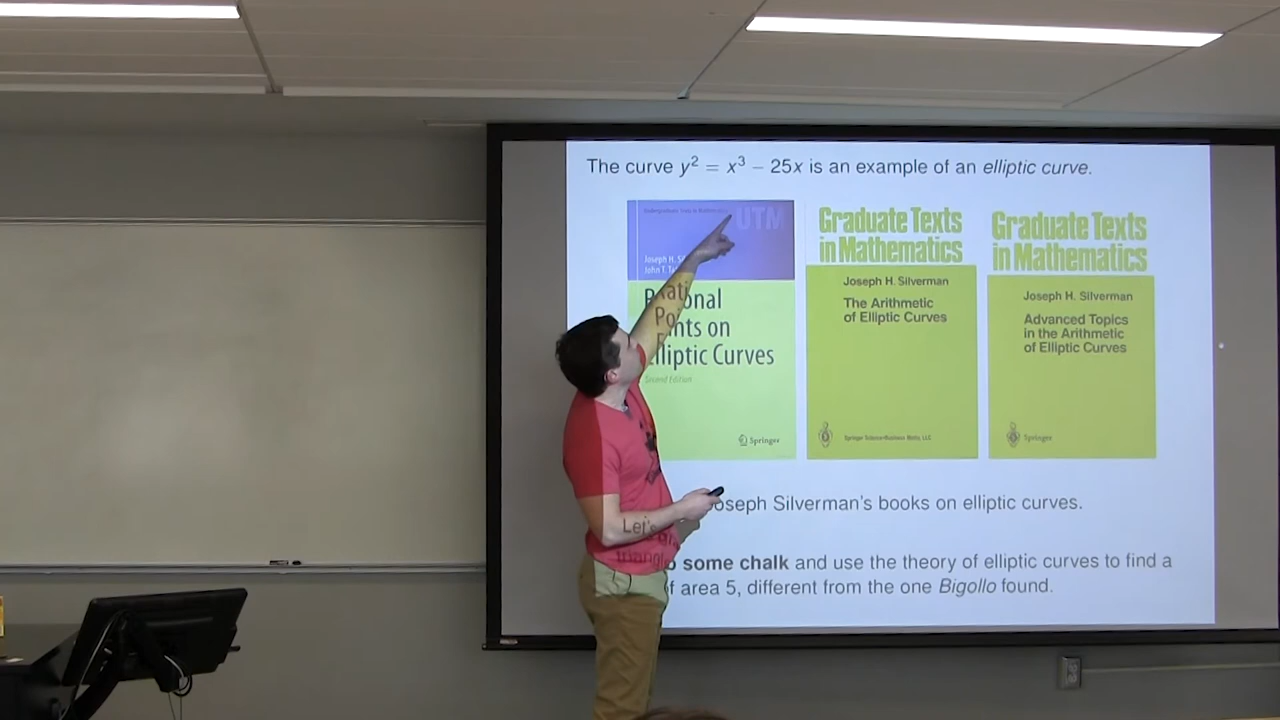 The curve y² = x³ − 25x is an example of an elliptic curve.
UTM
Joseph H. S
John T. Ta
Rational
Points on
Elliptic Curves
Second Edition
Springer
Graduate Texts
in Mathematics
Joseph H. Silverman
The Arithmetic
of Elliptic Curves
Springer Science+Business Media, LLC
Graduate Texts
in Mathematics
Joseph H. Silverman
Advanced Topics
in the Arithmetic
of Elliptic Curves
Springer
Joseph Silverman's books on elliptic curves.
Let's some chalk and use the theory of elliptic curves to find a
triangle of area 5, different from the one Bigollo found.